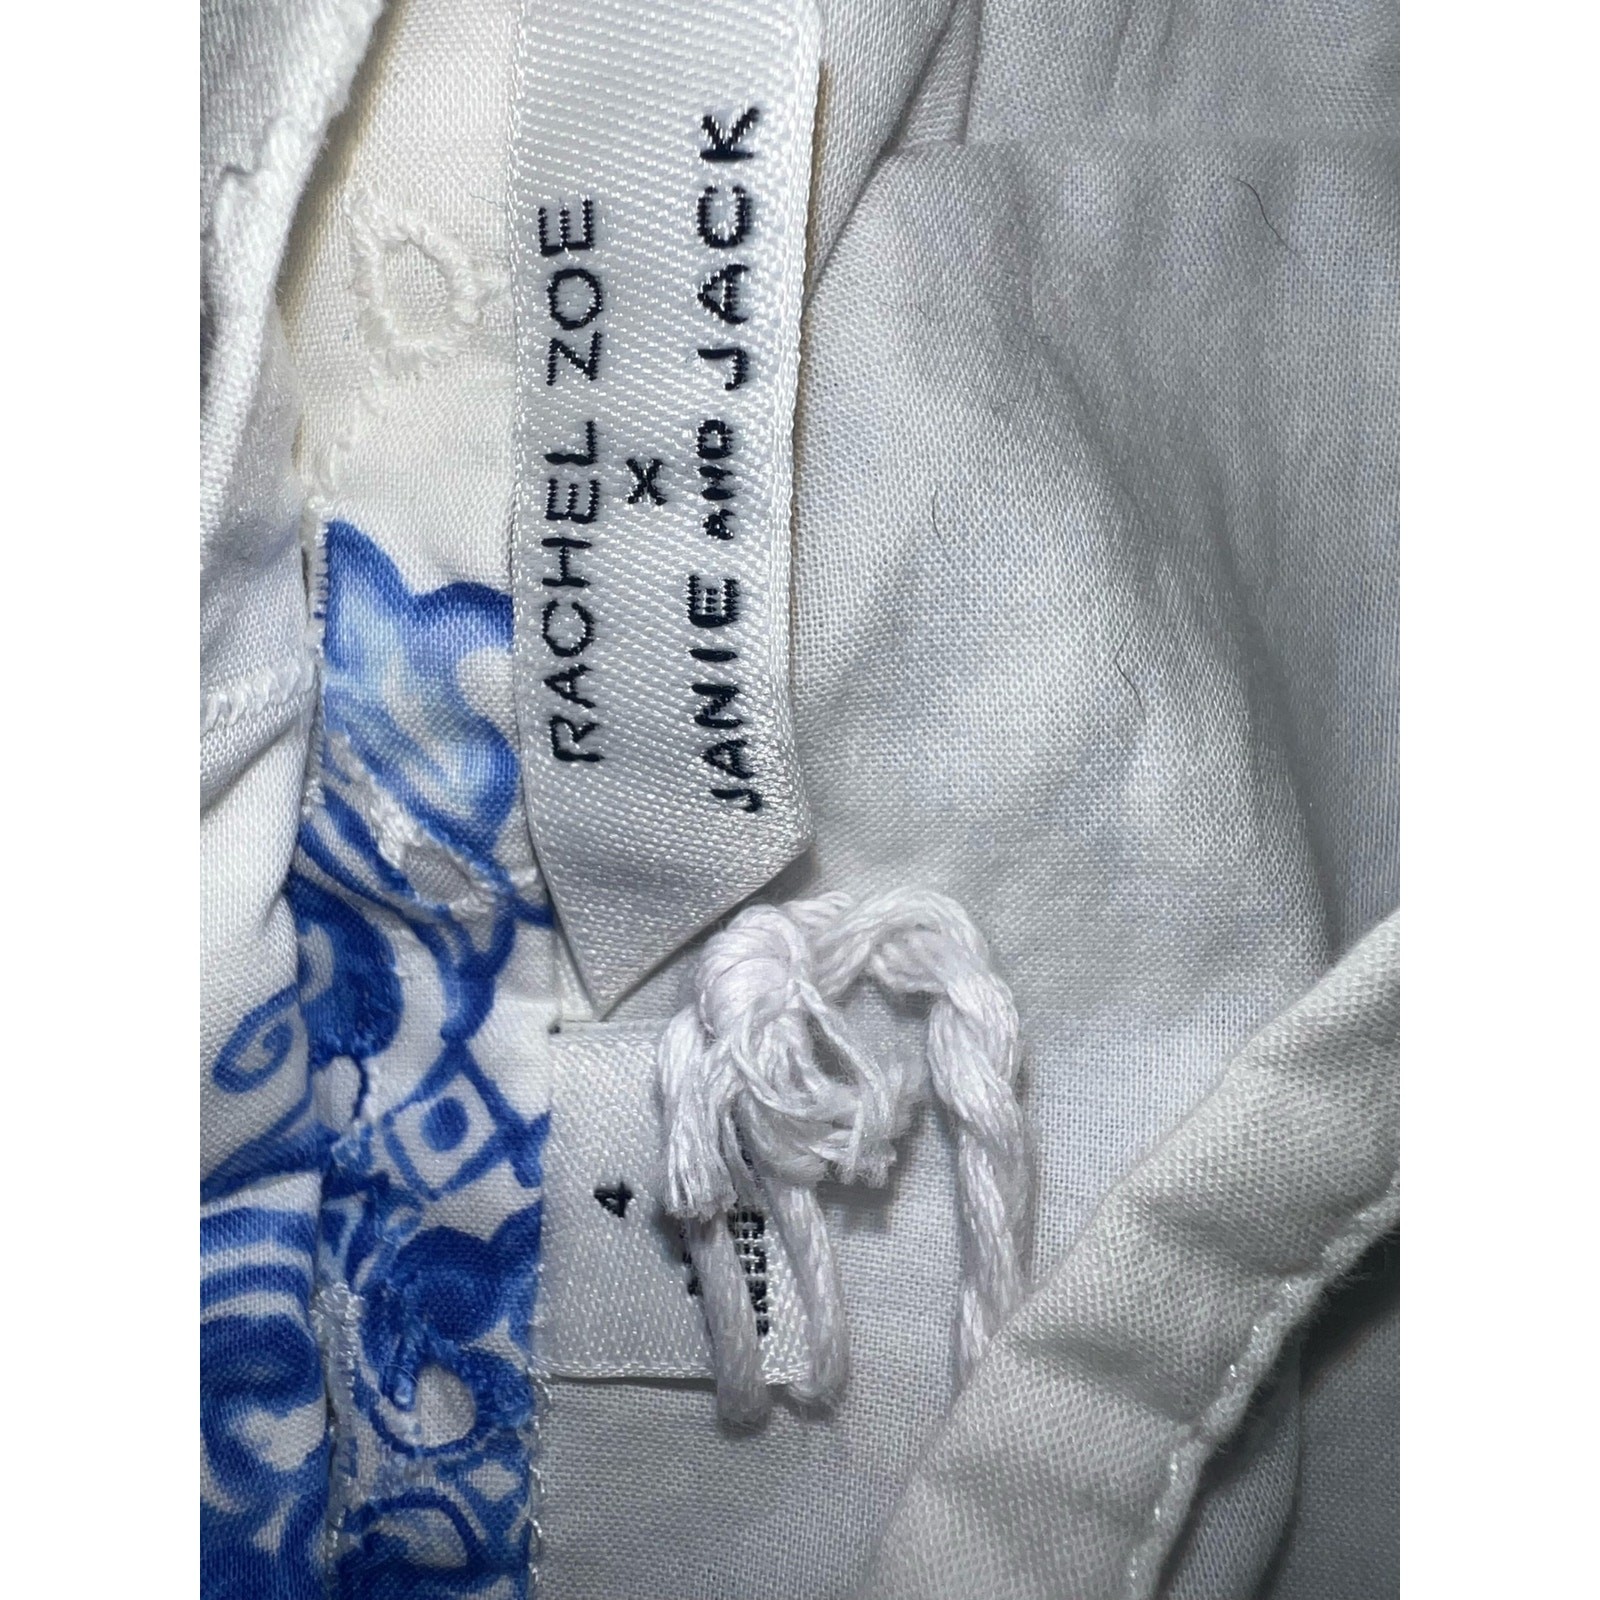 RACHEL ZOE
X
JANIE AND JACK
4